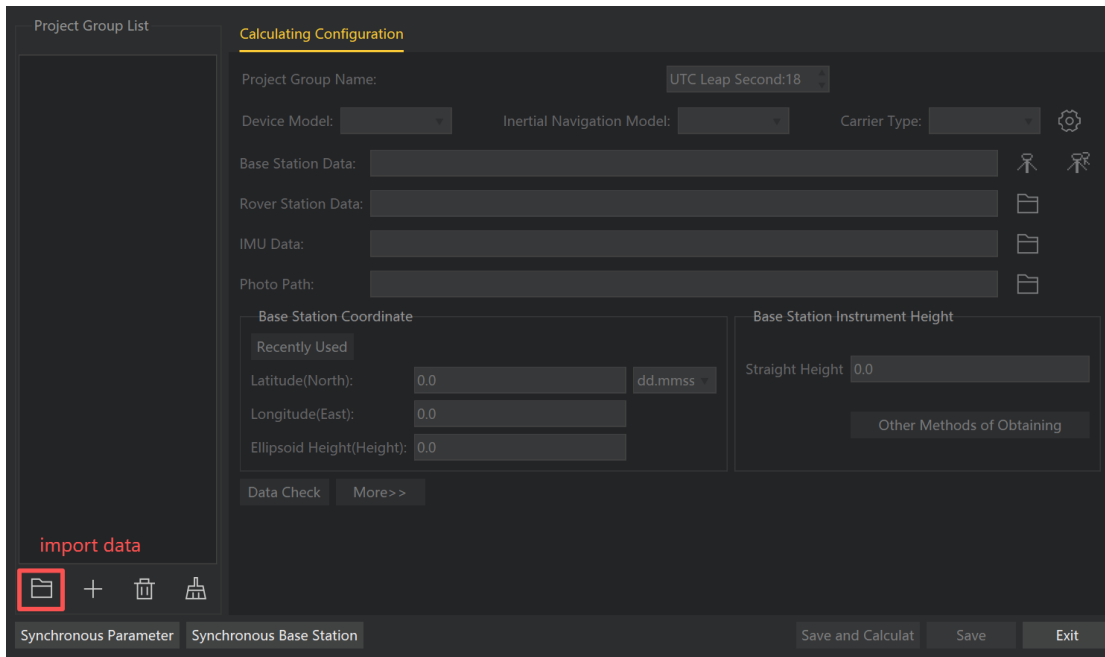 Project Group List
Calculating Configuration
Project Group Name:
UTC Leap Second:18
Device Model:
Inertial Navigation Model:
Carrier Type:
Base Station Data:
Rover Station Data:
IMU Data:
Photo Path:
Base Station Coordinate
Recently Used
Latitude(North): 0.0 dd.mmss
Longitude(East): 0.0
Ellipsoid Height(Height): 0.0
Base Station Instrument Height
Straight Height 0.0
Other Methods of Obtaining
Data Check More>>
import data
Synchronous Parameter Synchronous Base Station Save and Calculat Save Exit